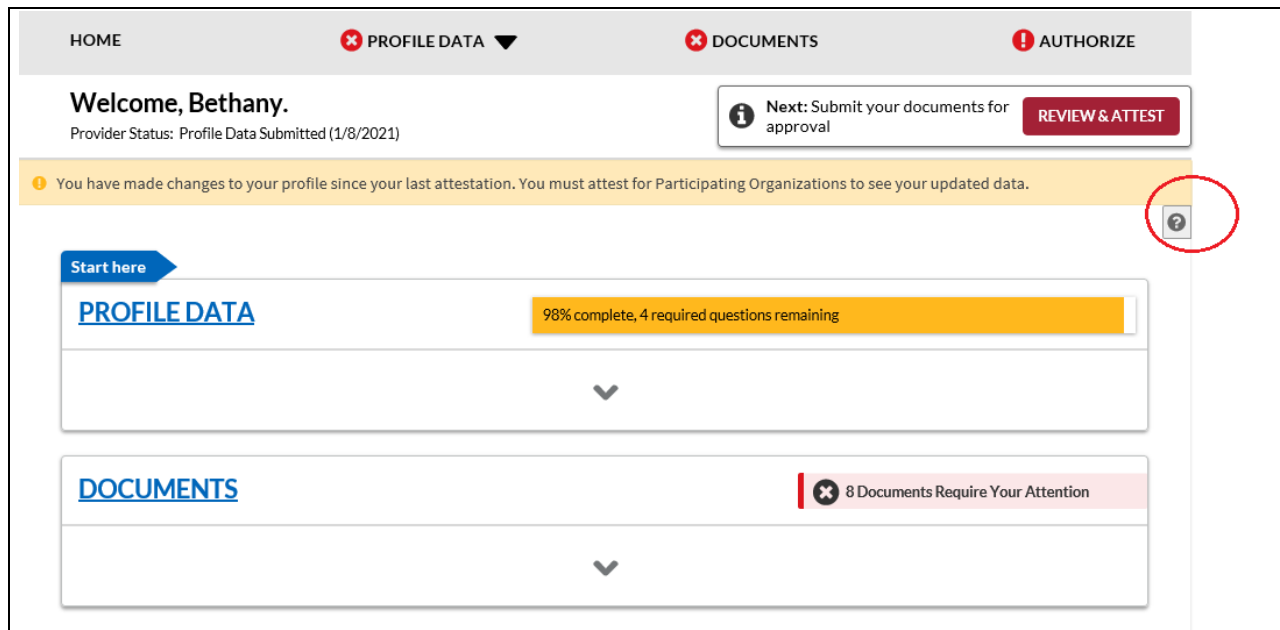 HOME
PROFILE DATA
DOCUMENTS
AUTHORIZE
Welcome, Bethany.
Provider Status: Profile Data Submitted (1/8/2021)
Next: Submit your documents for
approval
REVIEW & ATTEST
You have made changes to your profile since your last attestation. You must attest for Participating Organizations to see your updated data.
Start here
PROFILE DATA
98% complete, 4 required questions remaining
DOCUMENTS
8 Documents Require Your Attention